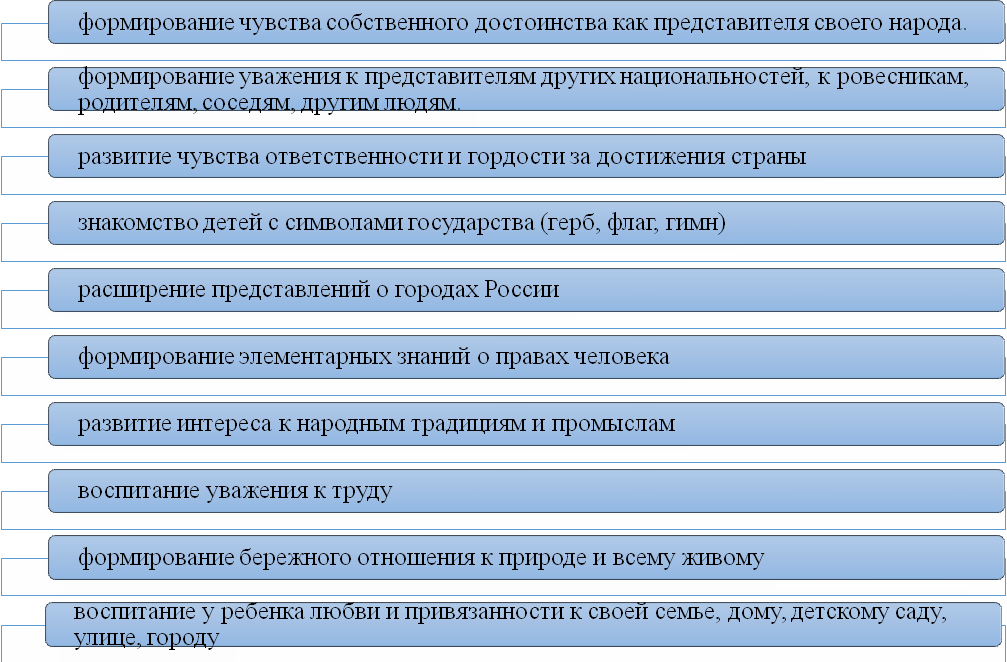 формирование чувства собственного достоинства как представителя своего народа.
формирование уважения к представителям других национальностей, к ровесникам,
родителям, соседям, другим людям.
развитие чувства ответственности и гордости за достижения страны
знакомство детей с символами государства (герб, флаг, гимн)
расширение представлений о городах России
формирование элементарных знаний о правах человека
развитие интереса к народным традициям и промыслам
воспитание уважения к труду
формирование бережного отношения к природе и всему живому
воспитание у ребенка любви и привязанности к своей семье, дому, детскому саду,
улице, городу